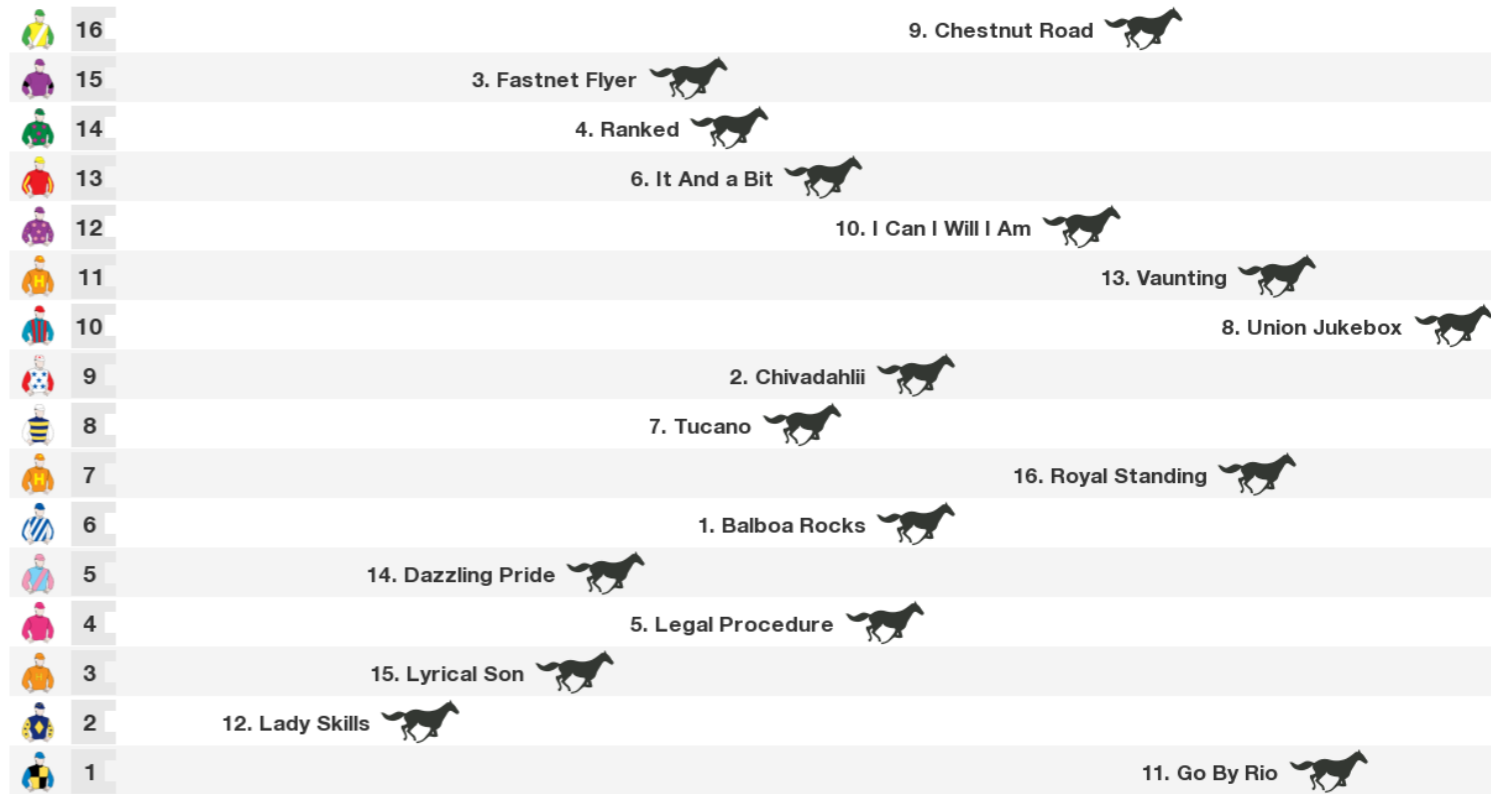 16 9. Chestnut Road
15 3. Fastnet Flyer
14 4. Ranked
13 6. It And a Bit
12 10. I Can I Will I Am
11 13. Vaunting
10 8. Union Jukebox
9 2. Chivadahlii
8 7. Tucano
7 16. Royal Standing
6 1. Balboa Rocks
5 14. Dazzling Pride
4 5. Legal Procedure
3 15. Lyrical Son
2 12. Lady Skills
1 11. Go By Rio